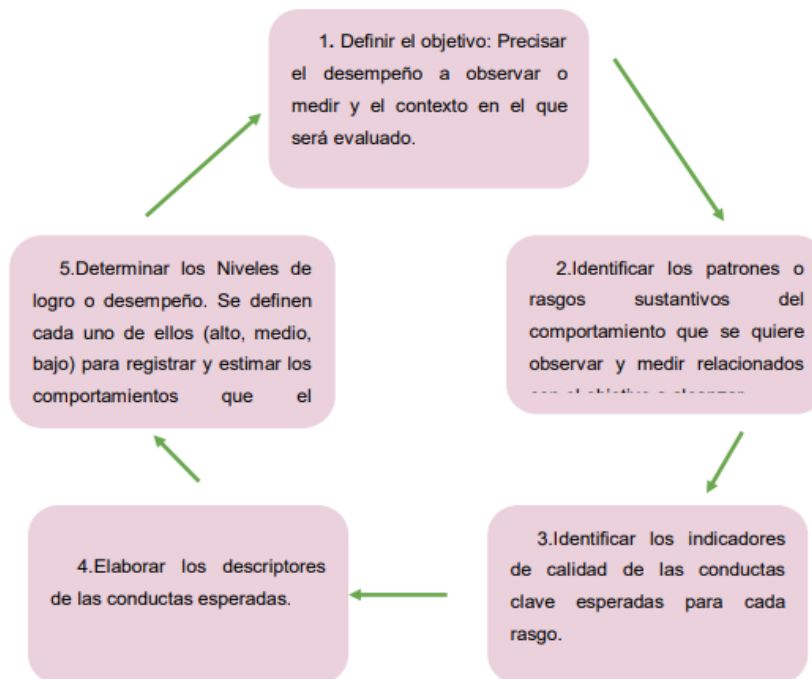 1. Definir el objetivo: Precisar
el desempeño a observar o
medir y el contexto en el que
será evaluado.
2.Identificar los patrones o
rasgos sustantivos del
comportamiento que se quiere
observar y medir relacionados
3.Identificar los indicadores
de calidad de las conductas
clave esperadas para cada
rasgo.
4.Elaborar los descriptores
de las conductas esperadas.
5.Determinar los Niveles de
logro o desempeño. Se definen
cada uno de ellos (alto, medio,
bajo) para registrar y estimar los
comportamientos que el